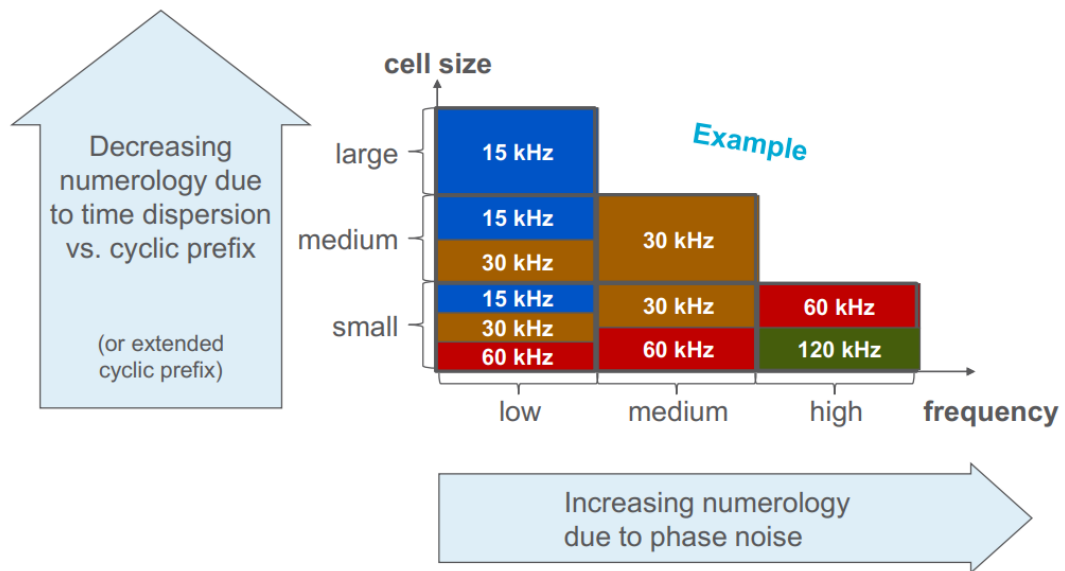 cell size
Example
Decreasing
numerology due
to time dispersion
vs. cyclic prefix
(or extended
cyclic prefix)
large
15 kHz
medium
15 kHz
30 kHz
30 kHz
small
15 kHz
30 kHz
60 kHz
30 kHz
60 kHz
60 kHz
120 kHz
low
medium
high
frequency
Increasing numerology
due to phase noise